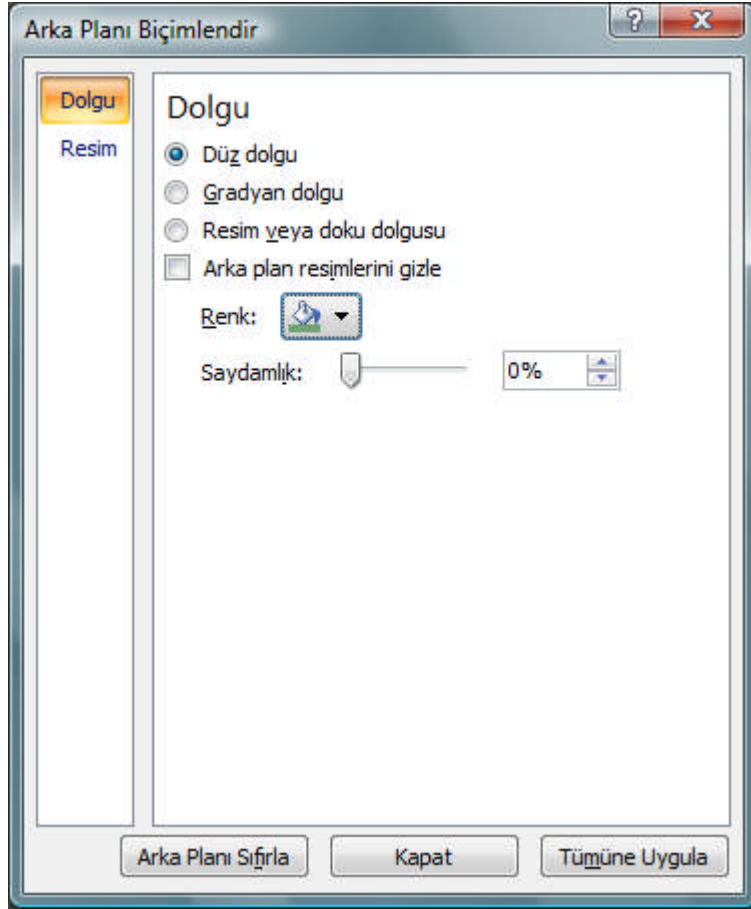 Arka Planı Biçimlendir
?
Dolgu
Resim
Dolgu
Düz dolgu
Gradyan dolgu
Resim veya doku dolgusu
Arka plan resimlerini gizle
Renk:
Saydamlık: 0%
Arka Planı Sıfırla Kapat Tümüne Uygula